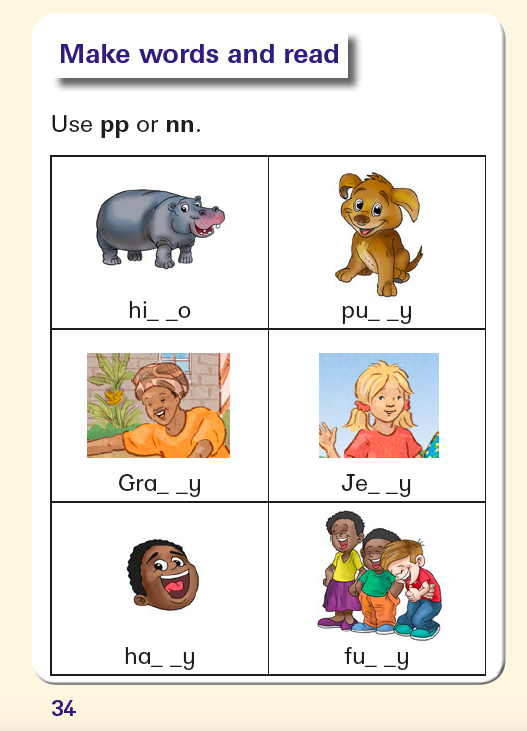 Make words and read
Use pp or nn.
hi_ _o
pu_ _y
Gra_ _y
Je_ _y
ha_ _y
fu_ _y
34